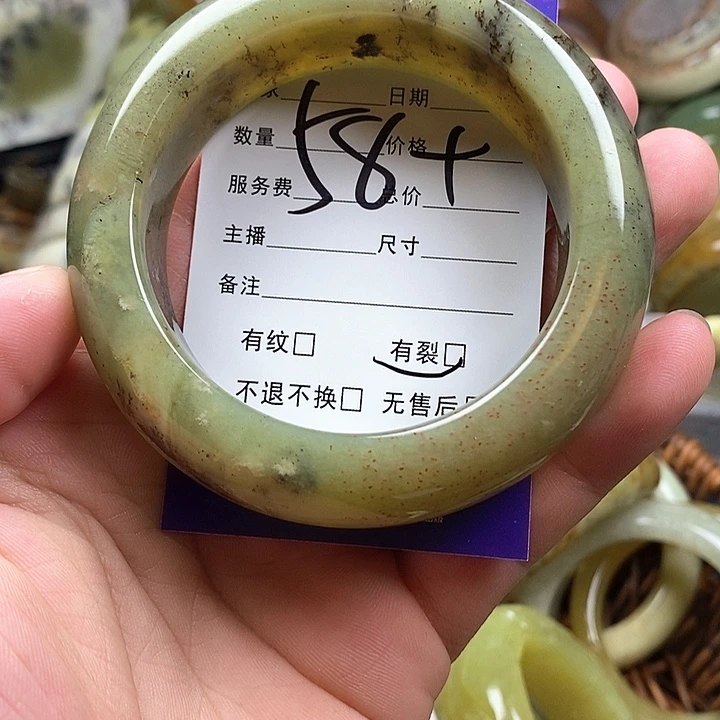 日期
数量 价格
584
服务费 总价
主播 尺寸
备注
有纹□ 有裂□
不退不换□ 无售后